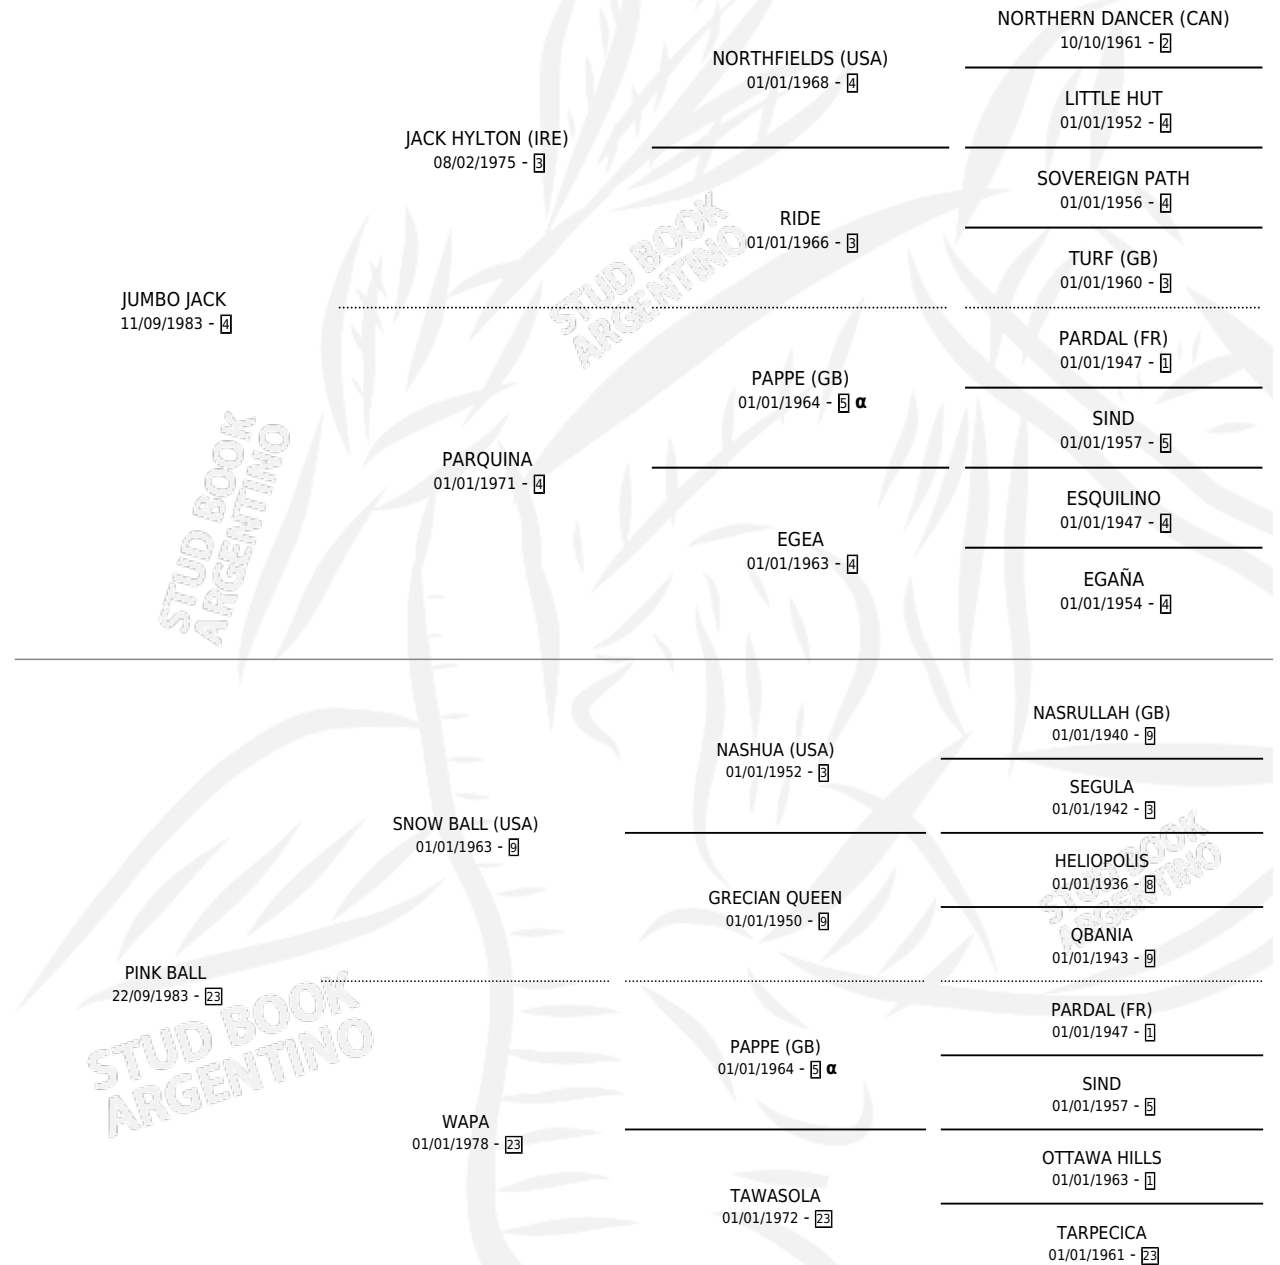 NORTHERN DANCER (CAN)
10/10/1961 - 2
NORTHFIELDS (USA)
01/01/1968 - 4
LITTLE HUT
01/01/1952 - 4
JACK HYLTON (IRE)
08/02/1975 - 3
SOVEREIGN PATH
01/01/1956 - 4
RIDE
01/01/1966 - 3
TURF (GB)
01/01/1960 - 3
JUMBO JACK
11/09/1983 - 4
PARDAL (FR)
01/01/1947 - 1
PAPPE (GB)
01/01/1964 - 5 α
SIND
01/01/1957 - 5
PARQUINA
01/01/1971 - 4
ESQUILINO
01/01/1947 - 4
EGEA
01/01/1963 - 4
EGAÑA
01/01/1954 - 4
NASRULLAH (GB)
01/01/1940 - 9
NASHUA (USA)
01/01/1952 - 3
SEGULA
01/01/1942 - 3
SNOW BALL (USA)
01/01/1963 - 9
HELIOPOLIS
01/01/1936 - 8
GRECIAN QUEEN
01/01/1950 - 9
QBANIA
01/01/1943 - 9
PINK BALL
22/09/1983 - 23
PARDAL (FR)
01/01/1947 - 1
PAPPE (GB)
01/01/1964 - 5 α
SIND
01/01/1957 - 5
WAPA
01/01/1978 - 23
OTTAWA HILLS
01/01/1963 - 1
TAWASOLA
01/01/1972 - 23
TARPECICA
01/01/1961 - 23
STUD BOOK
ARGENTINO
STUD BOOK
ARGENTINO
STUD BOOK
ARGENTINO
STUD BOOK
ARGENTINO